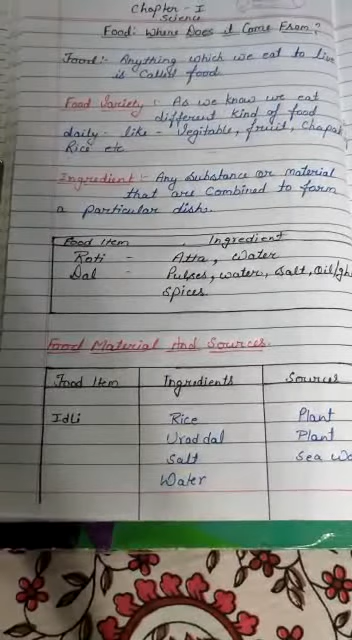 Chapter - I
Science
Food: Where Does it Come From?
Food:- Anything which we eat to live
is Called food.
Food Variety : As we know we eat
different kind of food
daily - like - Vegitable, fruit, Chapati
Rice etc
Ingredient:- Any substance or material
that are Combined to form
a particular dish.
Food Item Ingredient
Roti - Atta, Water
Dal - Pulses, water, Salt, Oil/gh
Spices.
Food Material And Sources.
Food Item Ingredients Sources
Idli Rice Plant
Urad dal Plant
Salt Sea Wa
Water